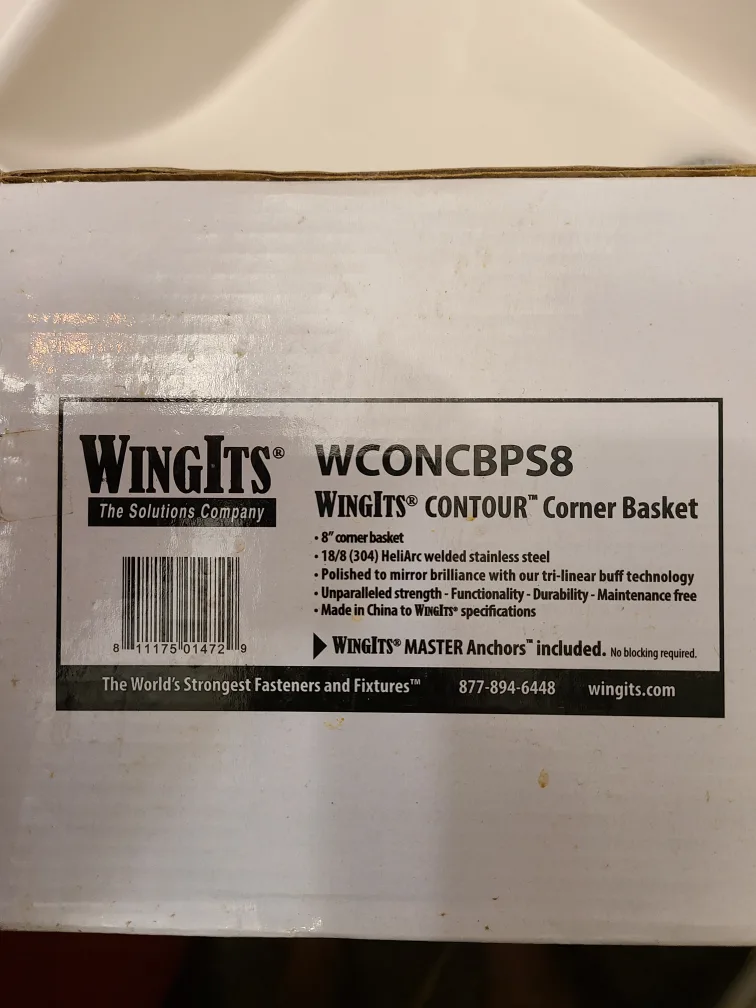 WINGITS®
The Solutions Company
8 11175 01472 9
WCONCBPS8
WINGITS® CONTOUR™ Corner Basket
• 8" corner basket
• 18/8 (304) HeliArc welded stainless steel
• Polished to mirror brilliance with our tri-linear buff technology
• Unparalleled strength - Functionality - Durability - Maintenance free
• Made in China to WINGITS® specifications
▶ WINGITS® MASTER Anchors™ included. No blocking required.
The World's Strongest Fasteners and Fixtures™ 877-894-6448 wingits.com